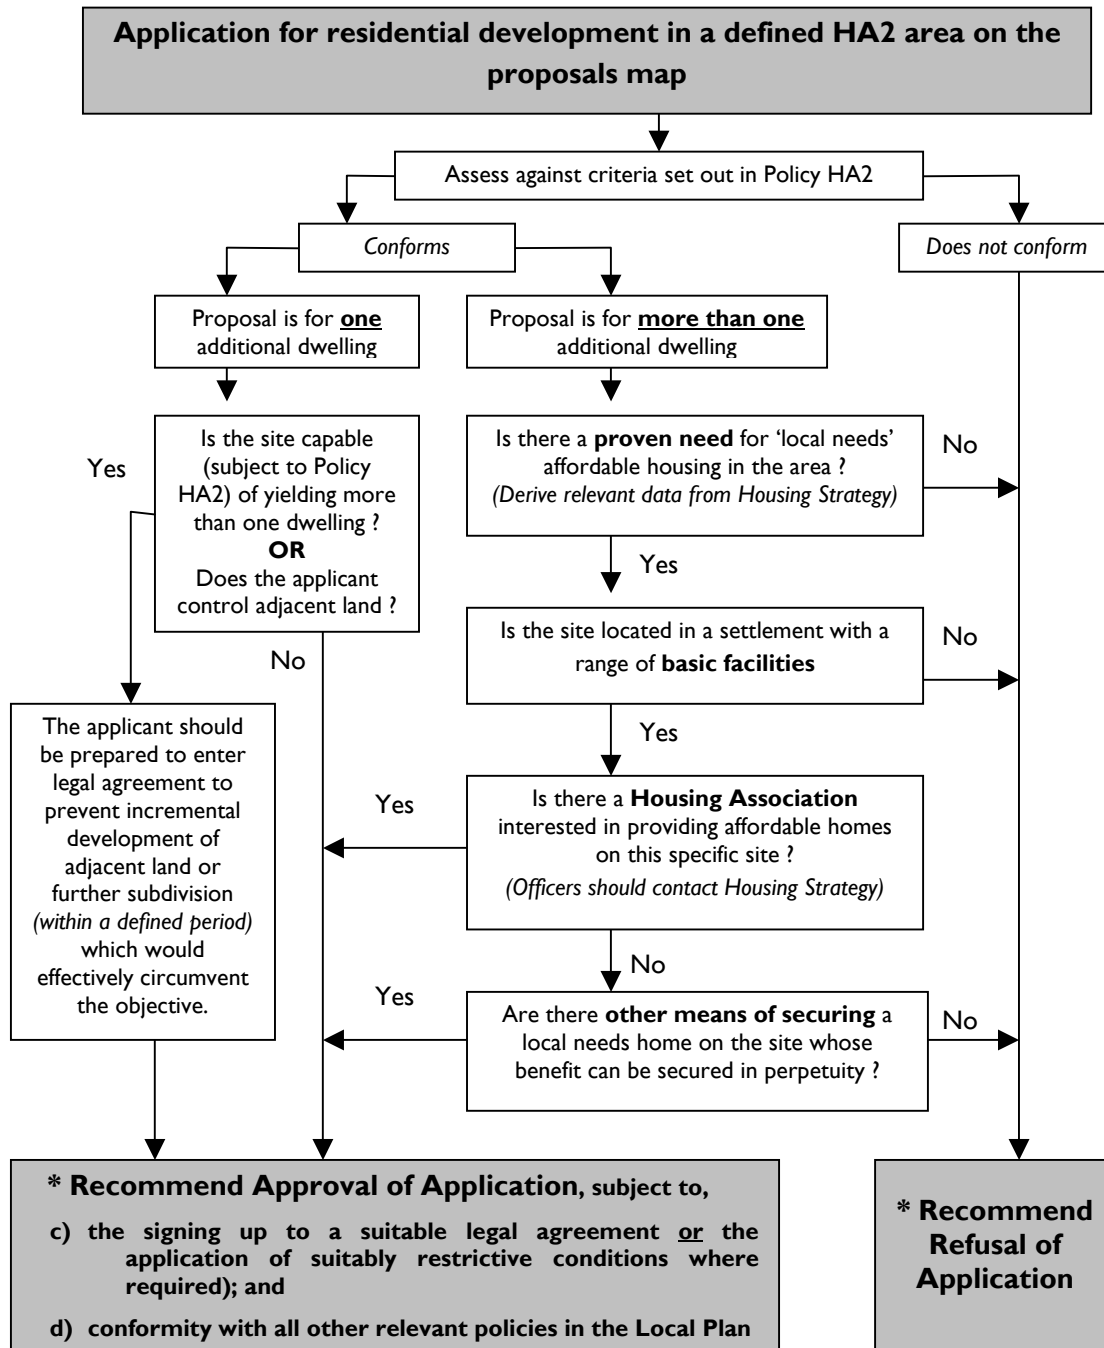 Application for residential development in a defined HA2 area on the
proposals map
Assess against criteria set out in Policy HA2
Conforms
Does not conform
Proposal is for one
additional dwelling
Proposal is for more than one
additional dwelling
Yes
Is the site capable
(subject to Policy
HA2) of yielding more
than one dwelling ?
OR
Does the applicant
control adjacent land ?
No
Is there a proven need for ‘local needs’
affordable housing in the area ?
(Derive relevant data from Housing Strategy)
No
Yes
Is the site located in a settlement with a
range of basic facilities
No
Yes
The applicant should
be prepared to enter
legal agreement to
prevent incremental
development of
adjacent land or
further subdivision
(within a defined period)
which would
effectively circumvent
the objective.
Yes
Is there a Housing Association
interested in providing affordable homes
on this specific site ?
(Officers should contact Housing Strategy)
No
Yes
Are there other means of securing a
local needs home on the site whose
benefit can be secured in perpetuity ?
No
* Recommend Approval of Application, subject to,
c) the signing up to a suitable legal agreement or the
application of suitably restrictive conditions where
required); and
d) conformity with all other relevant policies in the Local Plan
* Recommend
Refusal of
Application